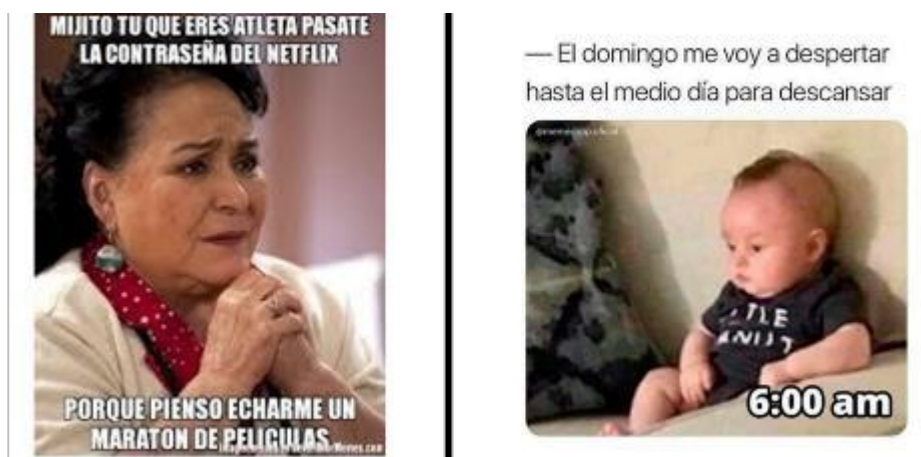 MIJITO TU QUE ERES ATLETA PASATE
LA CONTRASEÑA DEL NETFLIX
PORQUE PIENSO ECHARME UN
MARATON DE PELICULAS
— El domingo me voy a despertar
hasta el medio día para descansar
6:00 am